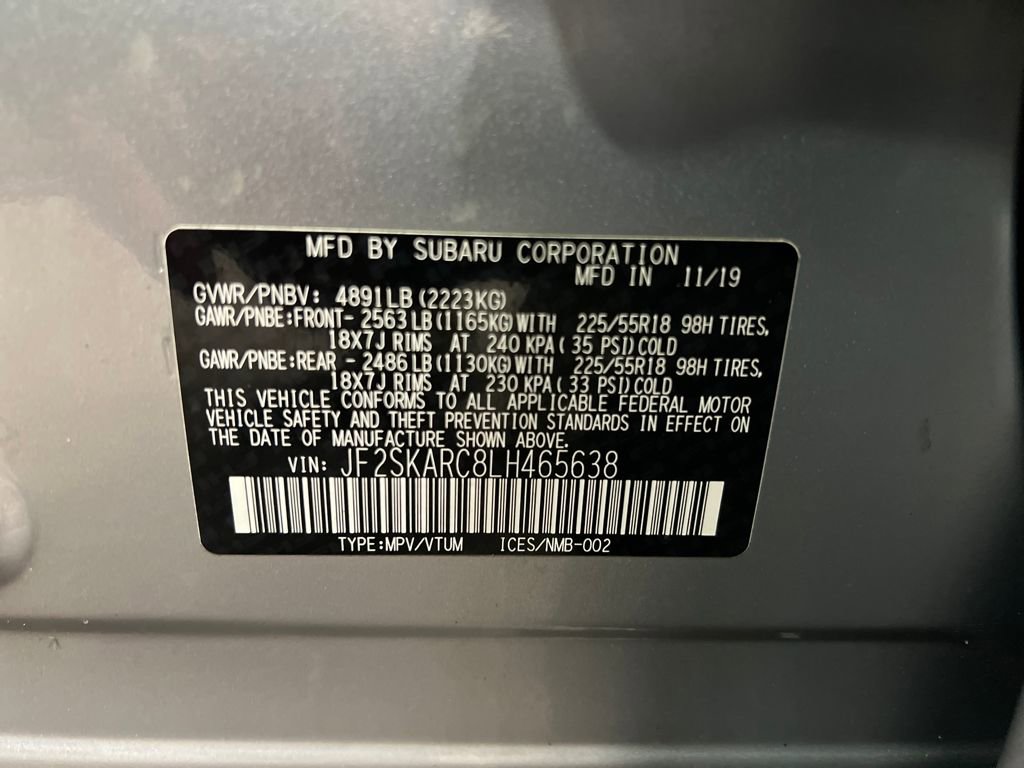 MFD BY SUBARU CORPORATION
MFD IN 11/19
GVWR/PNBV: 4891LB (2223KG)
GAWR/PNBE:FRONT- 2563LB(1165KG)WITH 225/55R18 98H TIRES,
18X7J RIMS AT 240 KPA( 35 PSI)COLD
GAWR/PNBE:REAR - 2486LB(1130KG)WITH 225/55R18 98H TIRES,
18X7J RIMS AT 230 KPA( 33 PSI)COLD
THIS VEHICLE CONFORMS TO ALL APPLICABLE FEDERAL MOTOR
VEHICLE SAFETY AND THEFT PREVENTION STANDARDS IN EFFECT ON
THE DATE OF MANUFACTURE SHOWN ABOVE.
VIN: JF2SKARC8LH465638
TYPE:MPV/VTUM ICES/NMB-002